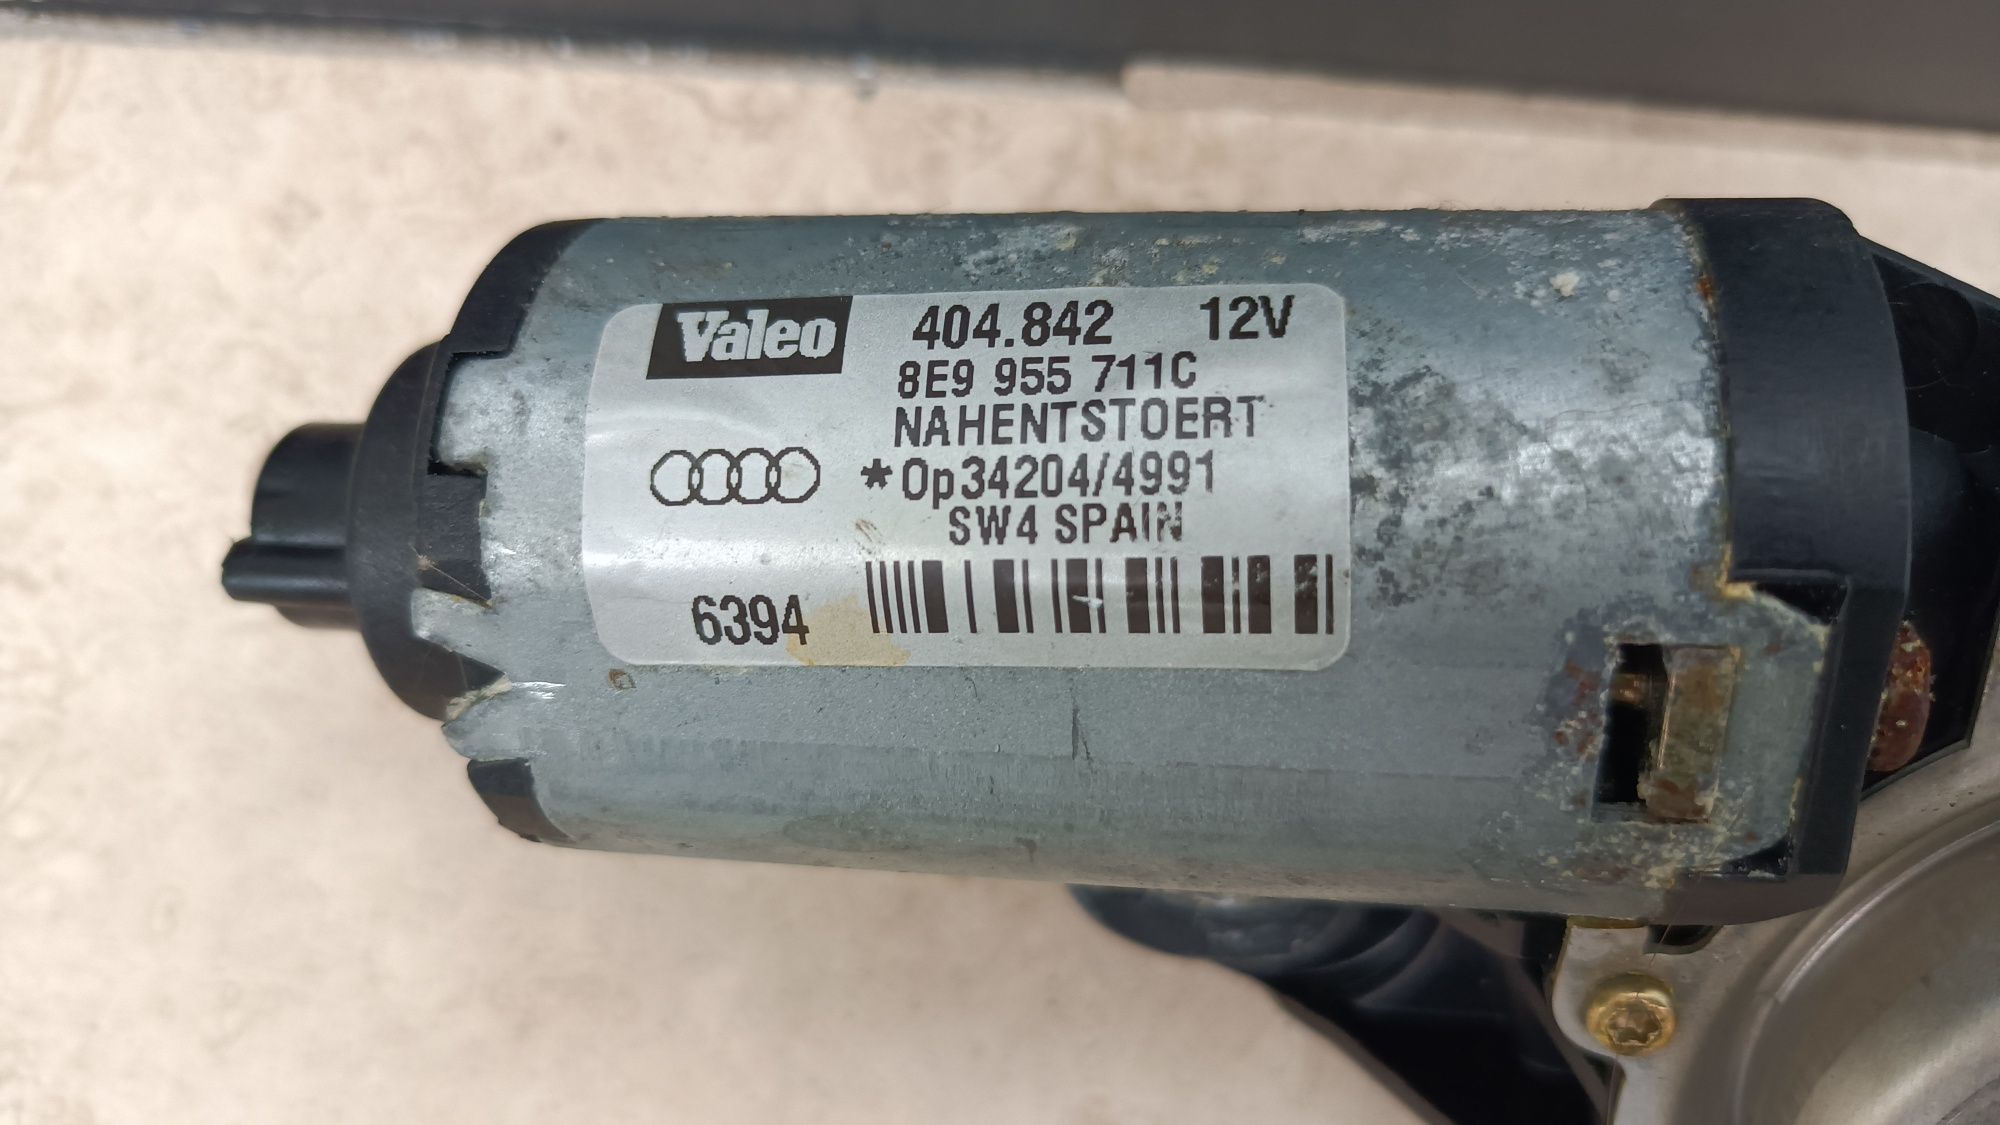 Valeo 404.842 12V
8E9 955 711C
NAHENTSTOERT
*0p34204/4991
SW4 SPAIN
6394